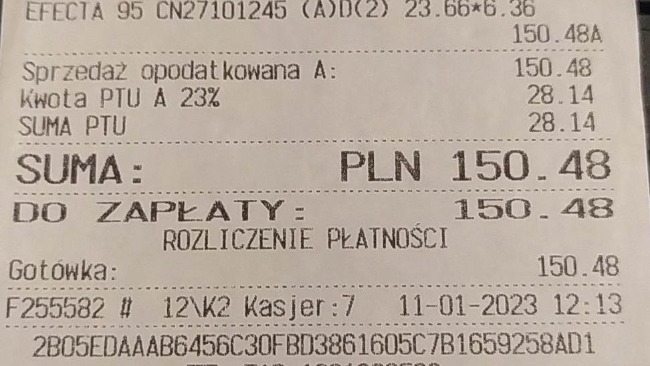 EFECTA 95 CN27101245 (A)D(2) 23.66*6.36
150.48A
Sprzedaż opodatkowana A: 150.48
Kwota PTU A 23% 28.14
SUMA PTU 28.14
SUMA: PLN 150.48
DO ZAPŁATY: 150.48
ROZLICZENIE PŁATNOŚCI
Gotówka: 150.48
F255582 # 12\K2 Kasjer:7 11-01-2023 12:13
2B05EDAAAB6456C30FBD3861605C7B1659258AD1